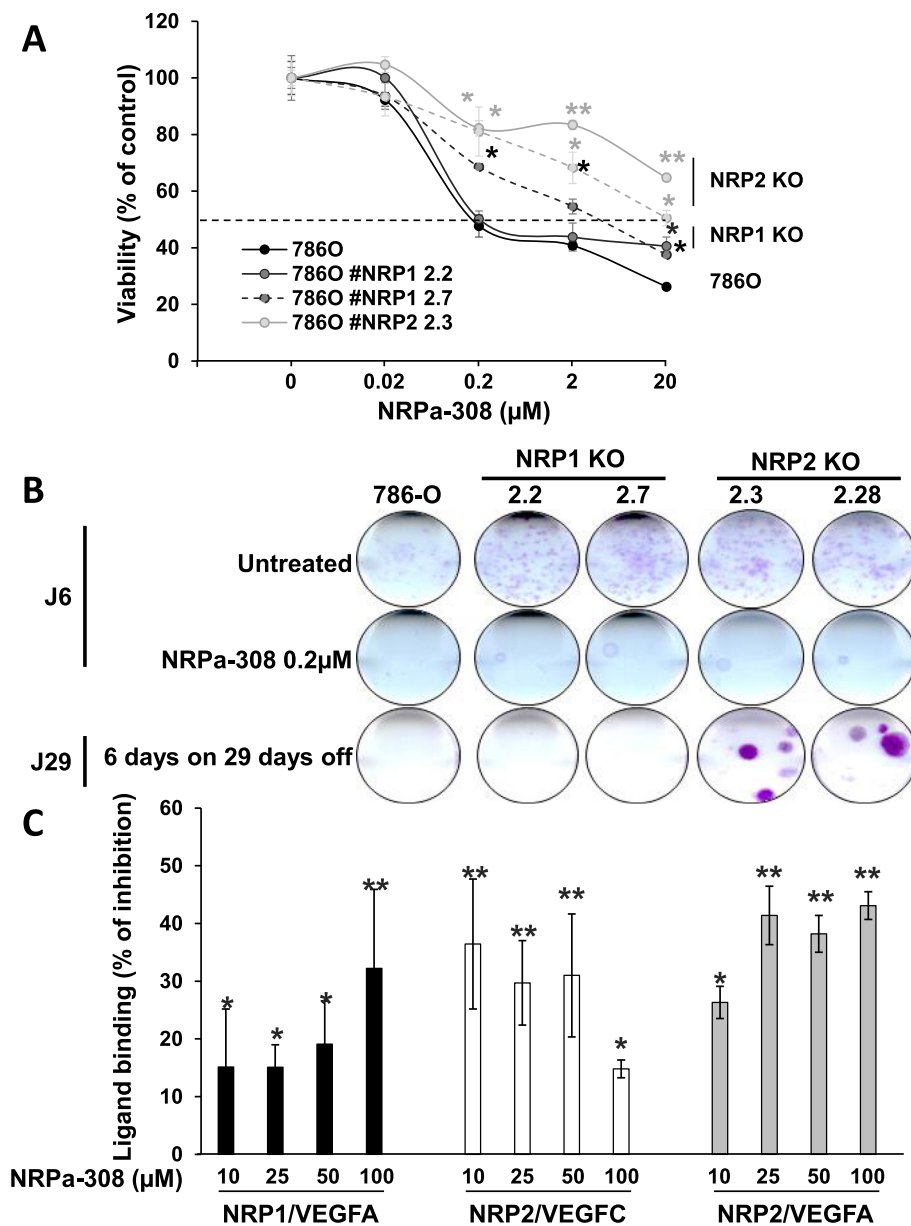 A
120
100
80
60
40
20
0
Viability (% of control)
* *
**
*
*
*
**
*
*
*
NRP2 KO
NRP1 KO
786O
786O
786O #NRP1 2.2
786O #NRP1 2.7
786O #NRP2 2.3
0 0.02 0.2 2 20
NRPa-308 (µM)
B
NRP1 KO NRP2 KO
786-O 2.2 2.7 2.3 2.28
J6
Untreated
NRPa-308 0.2µM
J29
6 days on 29 days off
C
60
50
40
30
20
10
0
Ligand binding (% of inhibition)
* * * **
** ** ** *
* ** ** **
NRPa-308 (µM) 10 25 50 100 10 25 50 100 10 25 50 100
NRP1/VEGFA NRP2/VEGFC NRP2/VEGFA